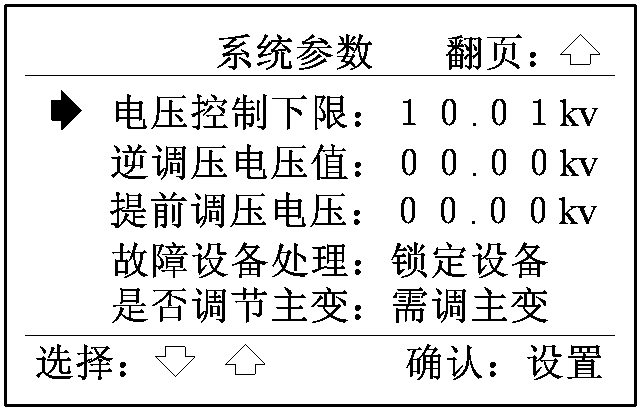 系统参数 翻页：⇧
电压控制下限：10.01kv
逆调压电压值：00.00kv
提前调压电压：00.00kv
故障设备处理：锁定设备
是否调节主变：需调主变
选择：⇩ ⇧ 确认：设置